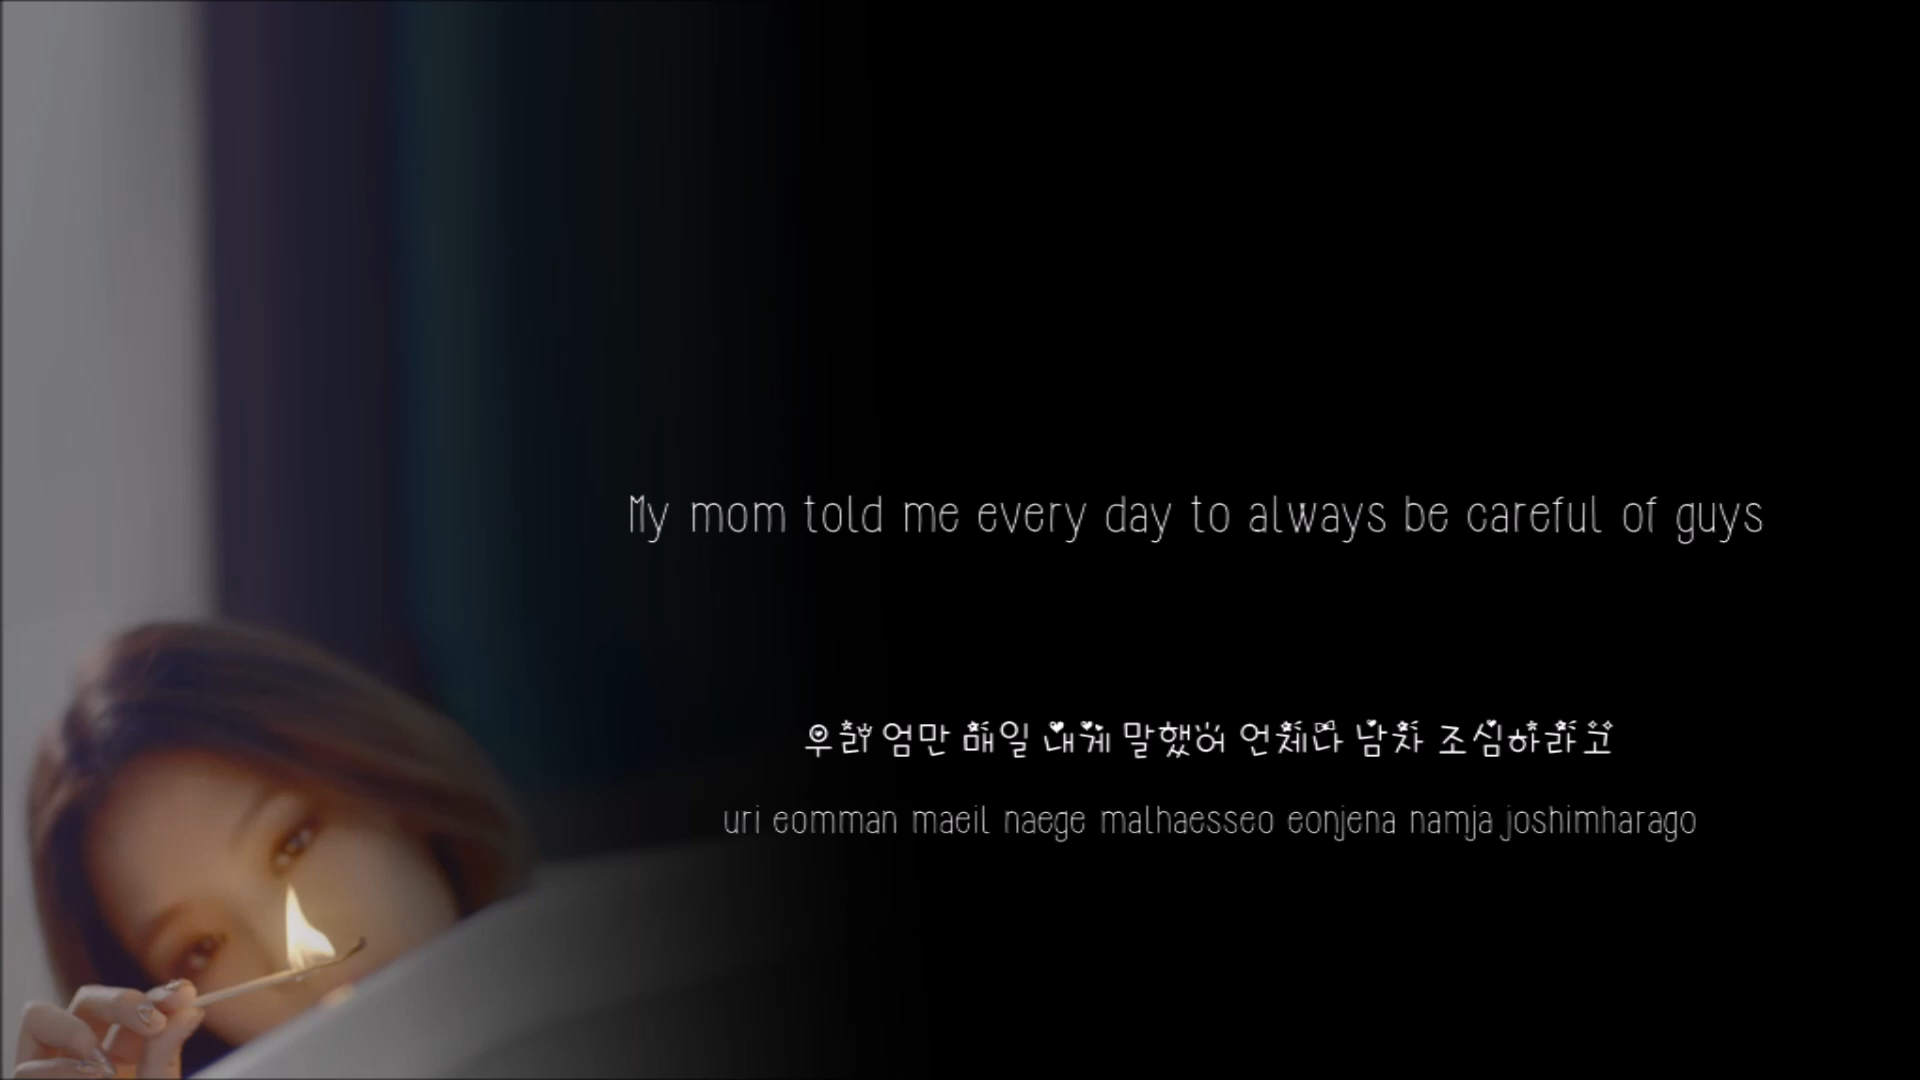 My mom told me every day to always be careful of guys
우리 엄만 매일 내게 말했어 언제나 남자 조심하라고
uri eomman maeil naege malhaesseo eonjena namja joshimharago